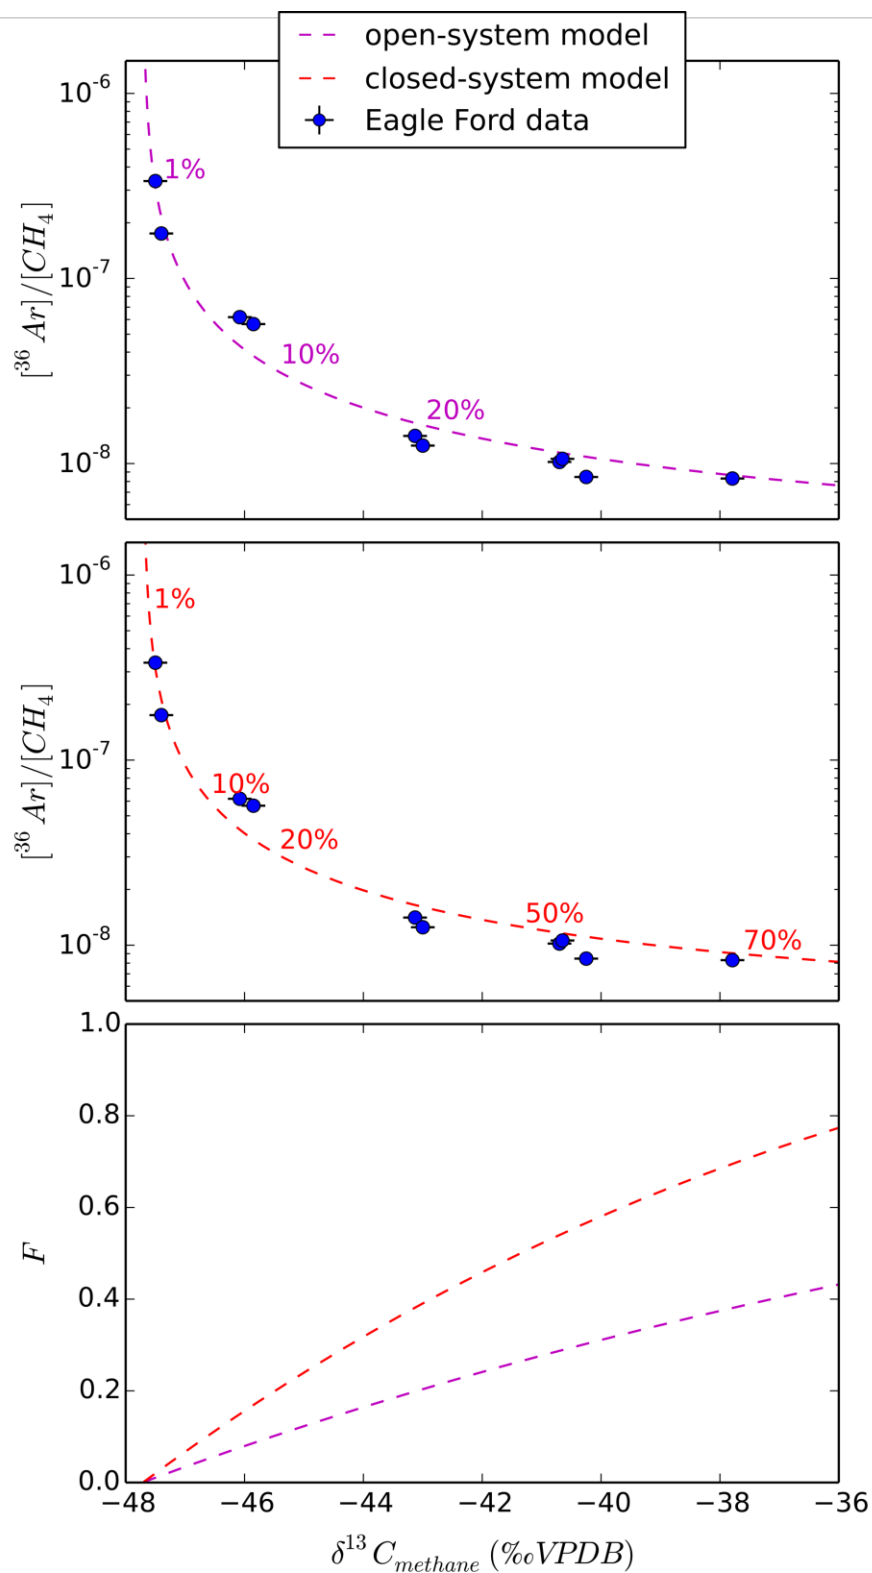 open-system model
closed-system model
Eagle Ford data
10⁻⁶
10⁻⁷
10⁻⁸
[³⁶Ar]/[CH₄]
1%
10%
20%
10⁻⁶
10⁻⁷
10⁻⁸
[³⁶Ar]/[CH₄]
1%
10%
20%
50%
70%
1.0
0.8
0.6
0.4
0.2
0.0
F
−48 −46 −44 −42 −40 −38 −36
δ¹³C_methane (‰VPDB)